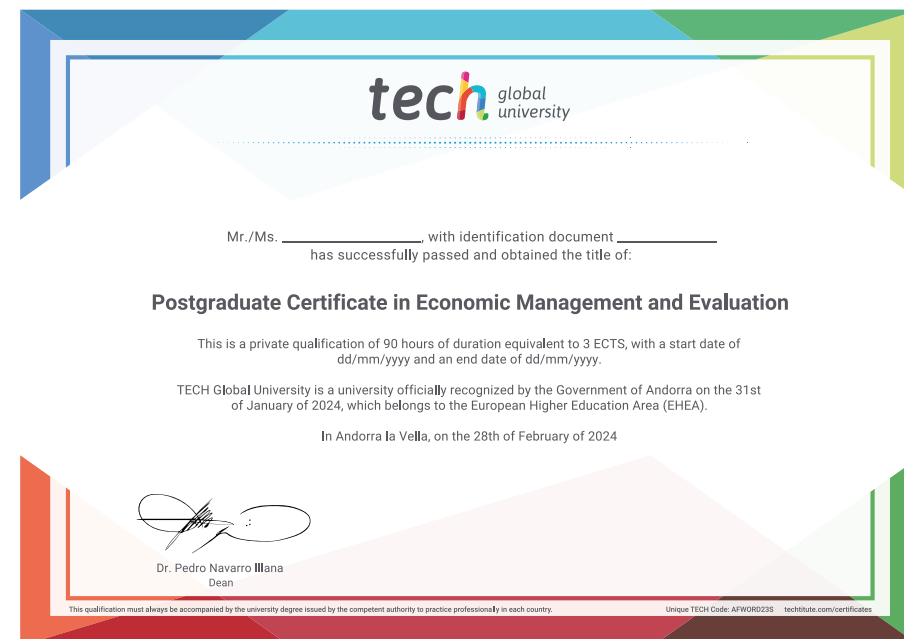 tech global university
Mr./Ms. ____________, with identification document ____________
has successfully passed and obtained the title of:
Postgraduate Certificate in Economic Management and Evaluation
This is a private qualification of 90 hours of duration equivalent to 3 ECTS, with a start date of
dd/mm/yyyy and an end date of dd/mm/yyyy.
TECH Global University is a university officially recognized by the Government of Andorra on the 31st
of January of 2024, which belongs to the European Higher Education Area (EHEA).
In Andorra la Vella, on the 28th of February of 2024
Dr. Pedro Navarro Illana
Dean
This qualification must always be accompanied by the university degree issued by the competent authority to practice professionally in each country.
Unique TECH Code: AFWORD23S techtitute.com/certificates